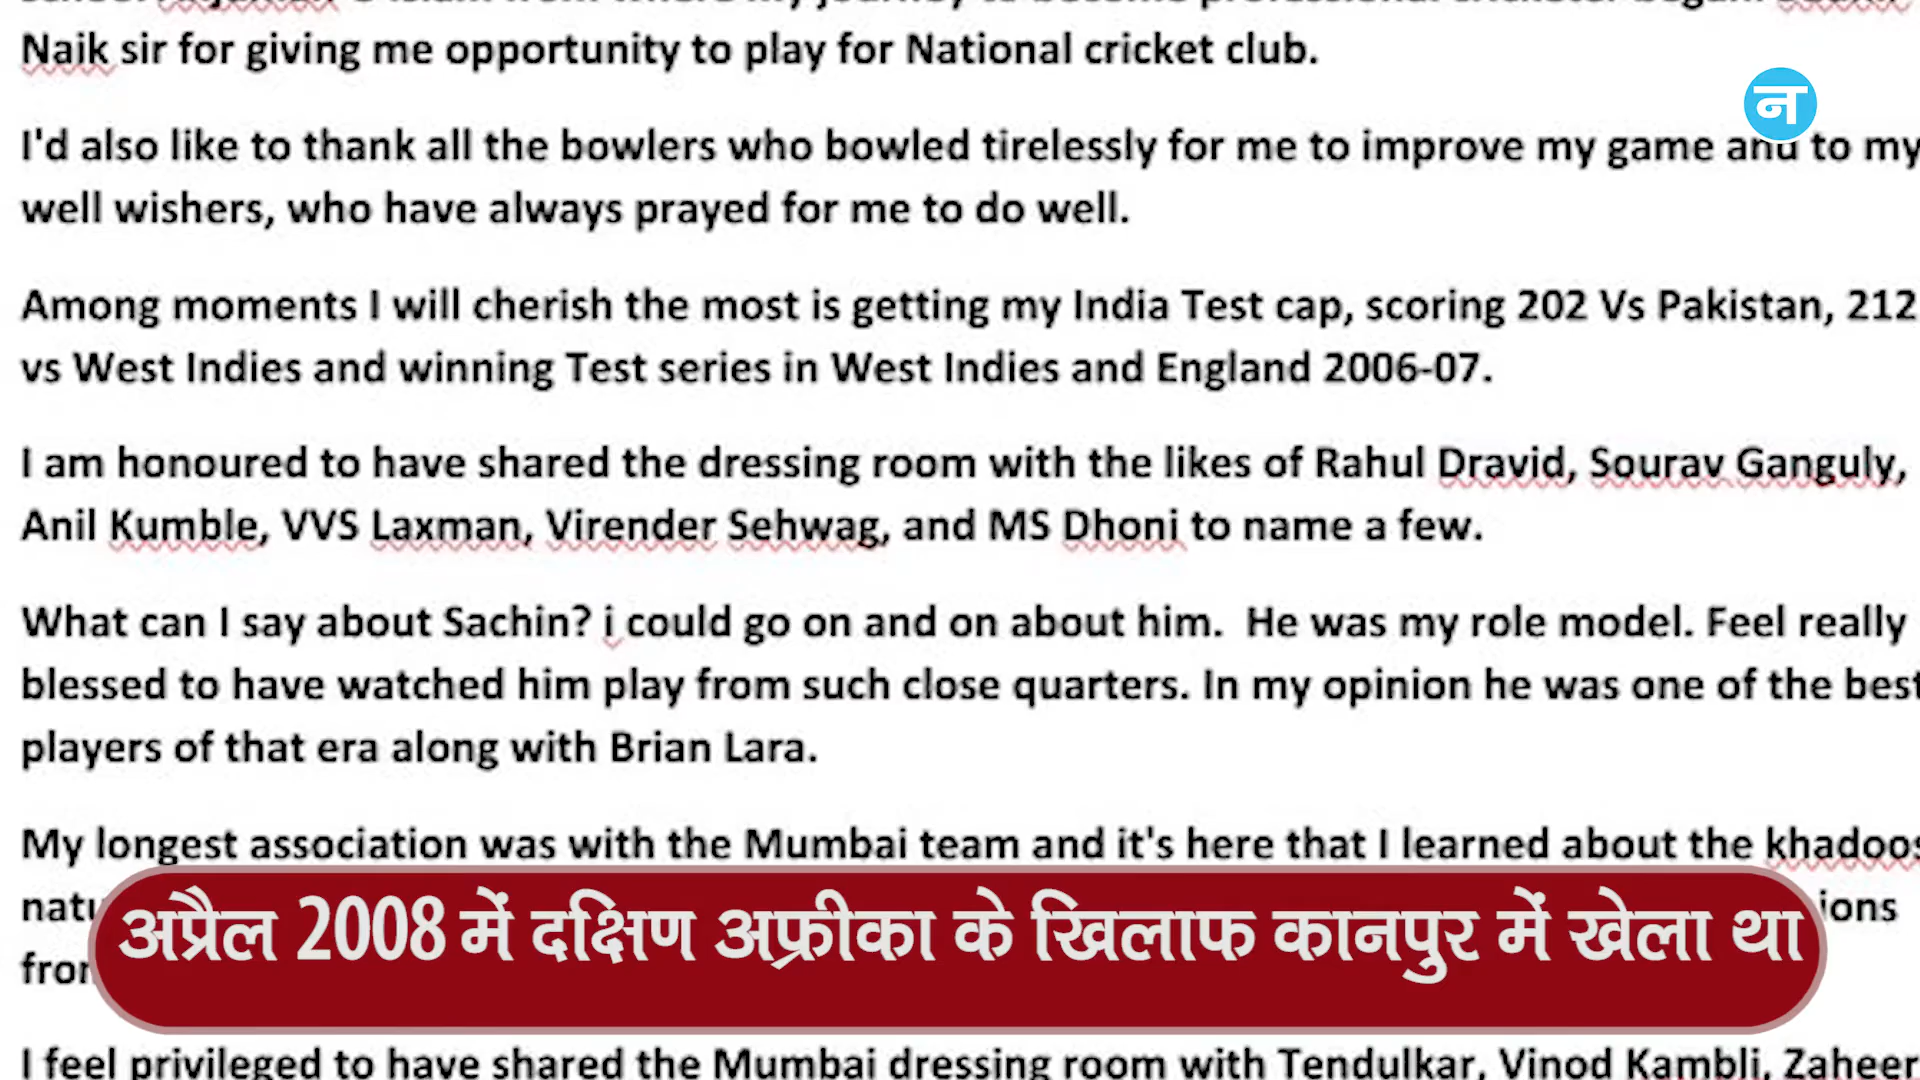 Naik sir for giving me opportunity to play for National cricket club.
न
I'd also like to thank all the bowlers who bowled tirelessly for me to improve my game and to my
well wishers, who have always prayed for me to do well.
Among moments I will cherish the most is getting my India Test cap, scoring 202 Vs Pakistan, 212
vs West Indies and winning Test series in West Indies and England 2006-07.
I am honoured to have shared the dressing room with the likes of Rahul Dravid, Sourav Ganguly,
Anil Kumble, VVS Laxman, Virender Sehwag, and MS Dhoni to name a few.
What can I say about Sachin? i could go on and on about him. He was my role model. Feel really
blessed to have watched him play from such close quarters. In my opinion he was one of the best
players of that era along with Brian Lara.
My longest association was with the Mumbai team and it's here that I learned about the khadoos
अप्रैल 2008 में दक्षिण अफ्रीका के खिलाफ कानपुर में खेला था
I feel privileged to have shared the Mumbai dressing room with Tendulkar, Vinod Kambli, Zaheer